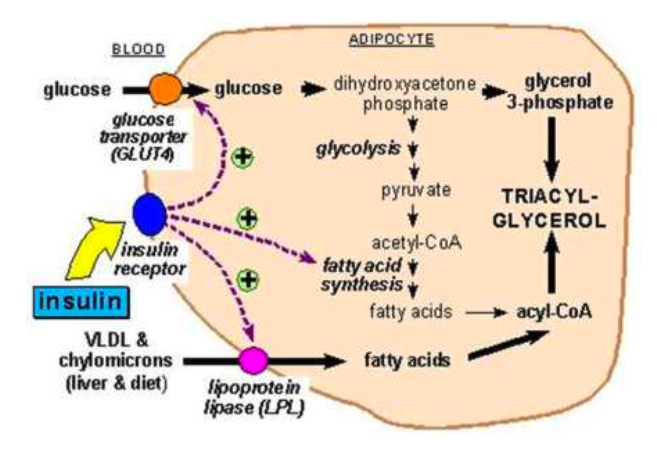 BLOOD
ADIPOCYTE
glucose
glucose
dihydroxyacetone
phosphate
glycerol
3-phosphate
glucose
transporter
(GLUT4)
glycolysis
pyruvate
TRIACYL-
GLYCEROL
acetyl-CoA
insulin
receptor
fatty acid
synthesis
insulin
fatty acids
acyl-CoA
VLDL &
chylomicrons
(liver & diet)
fatty acids
lipoprotein
lipase (LPL)
+
+
+